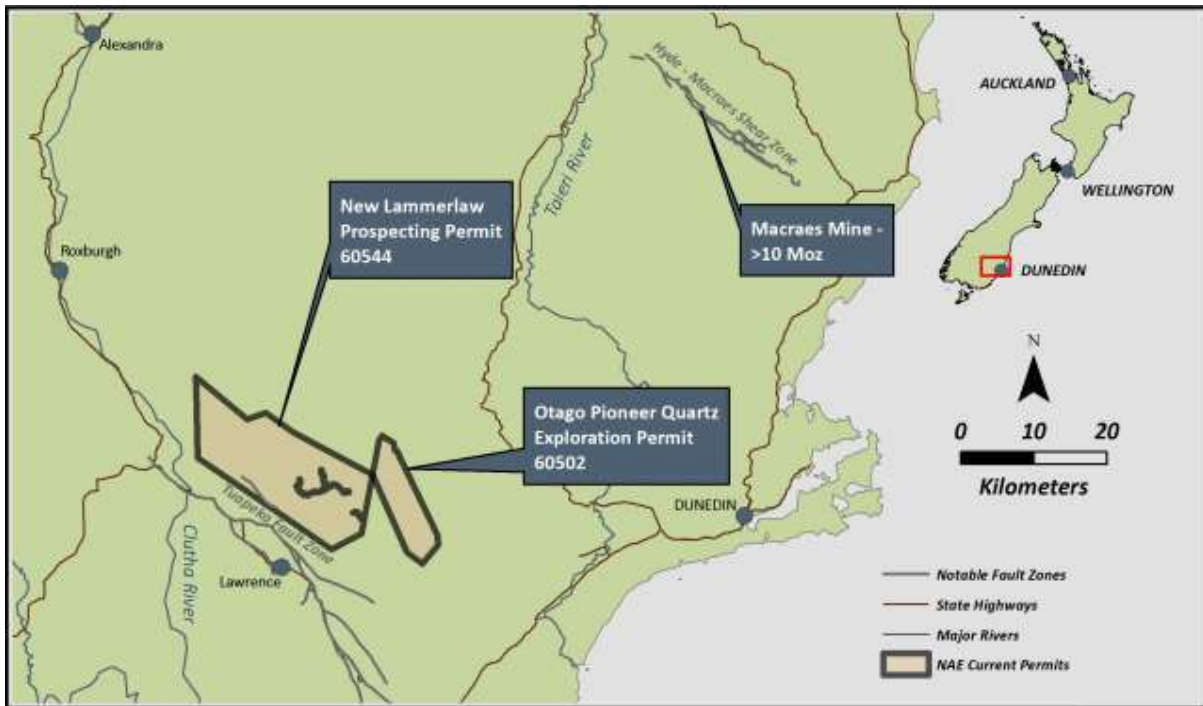 Alexandra
Hyde - Macraes Shear Zone
AUCKLAND
N
WELLINGTON
DUNEDIN
Taieri River
New Lammerlaw
Prospecting Permit
60544
Macraes Mine -
>10 Moz
Roxburgh
N
0 10 20
Kilometers
Otago Pioneer Quartz
Exploration Permit
60502
Tuapeka Fault Zone
Clutha River
Lawrence
DUNEDIN
Notable Fault Zones
State Highways
Major Rivers
NAE Current Permits